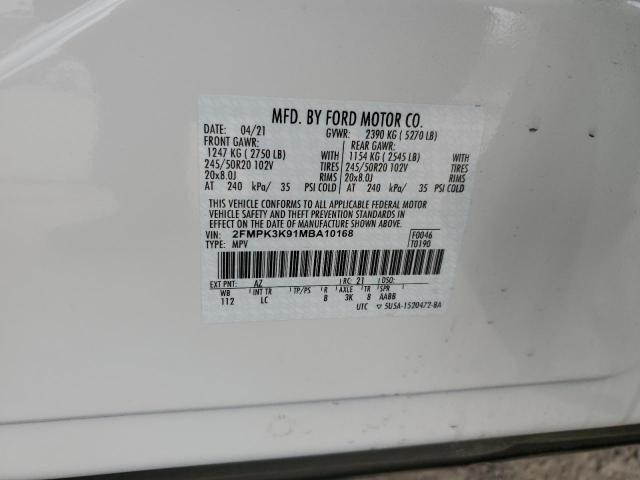 MFD. BY FORD MOTOR CO.
DATE: 04/21 GVWR: 2390 KG ( 5270 LB)
FRONT GAWR: REAR GAWR:
1247 KG ( 2750 LB) WITH 1154 KG ( 2545 LB) WITH
245/50R20 102V TIRES 245/50R20 102V TIRES
20x8.0J RIMS 20x8.0J RIMS
AT 240 kPa/ 35 PSI COLD AT 240 kPa/ 35 PSI COLD
THIS VEHICLE CONFORMS TO ALL APPLICABLE FEDERAL MOTOR
VEHICLE SAFETY AND THEFT PREVENTION STANDARDS IN
EFFECT ON THE DATE OF MANUFACTURE SHOWN ABOVE.
VIN: 2FMPK3K91MBA10168 F0046
TYPE: MPV T0190
EXT PNT: AZ RC: 21 DSO:
WB INT TR TP/PS R AXLE TR SPR
112 LC B 3K 8 AABB
UTC 5U5A-1520472-BA